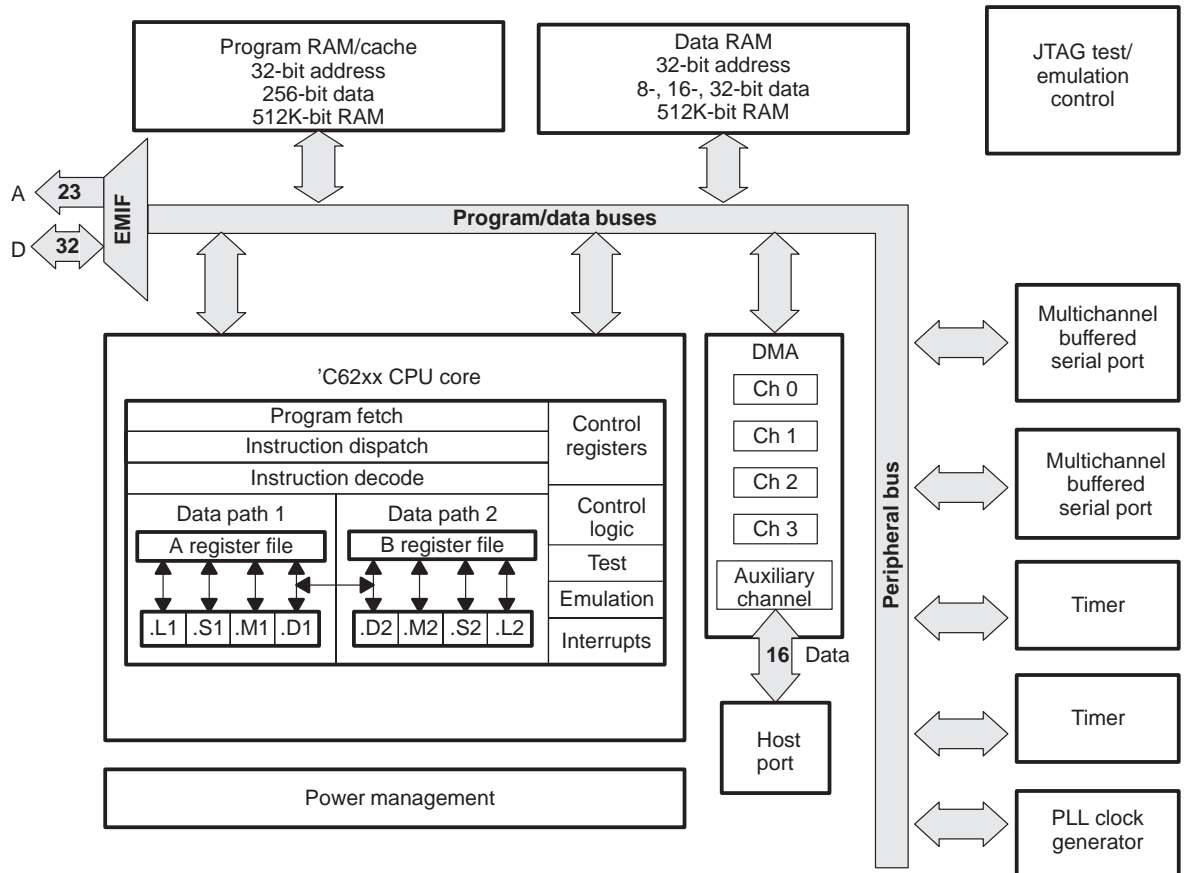 Program RAM/cache
32-bit address
256-bit data
512K-bit RAM
Data RAM
32-bit address
8-, 16-, 32-bit data
512K-bit RAM
JTAG test/
emulation
control
A
23
D
32
EMIF
Program/data buses
'C62xx CPU core
Program fetch
Instruction dispatch
Instruction decode
Control
registers
Data path 1
A register file
.L1 .S1 .M1 .D1
Data path 2
B register file
.D2 .M2 .S2 .L2
Control
logic
Test
Emulation
Interrupts
DMA
Ch 0
Ch 1
Ch 2
Ch 3
Auxiliary
channel
16 Data
Host
port
Power management
Peripheral bus
Multichannel
buffered
serial port
Multichannel
buffered
serial port
Timer
Timer
PLL clock
generator